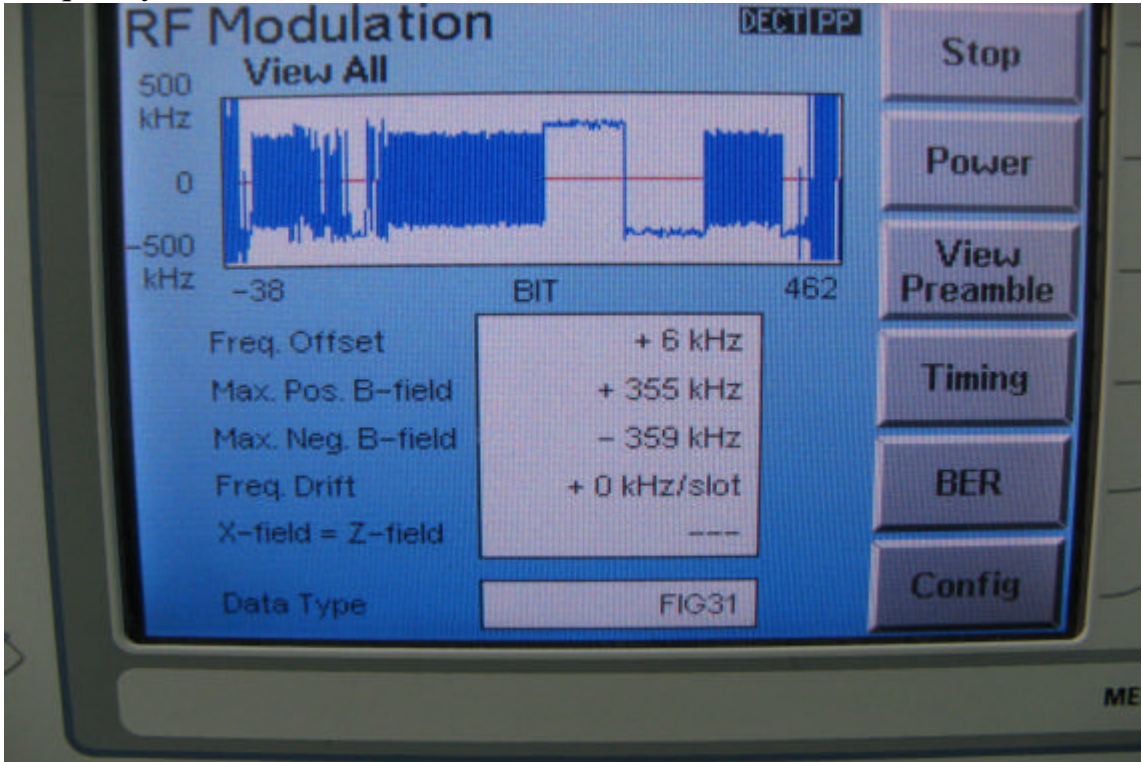 RF Modulation DECT PP
View All
500
kHz
0
-500
kHz
-38 BIT 462
Freq. Offset + 6 kHz
Max. Pos. B-field + 355 kHz
Max. Neg. B-field - 359 kHz
Freq. Drift + 0 kHz/slot
X-field = Z-field ---
Data Type FIG31
Stop
Power
View
Preamble
Timing
BER
Config
ME